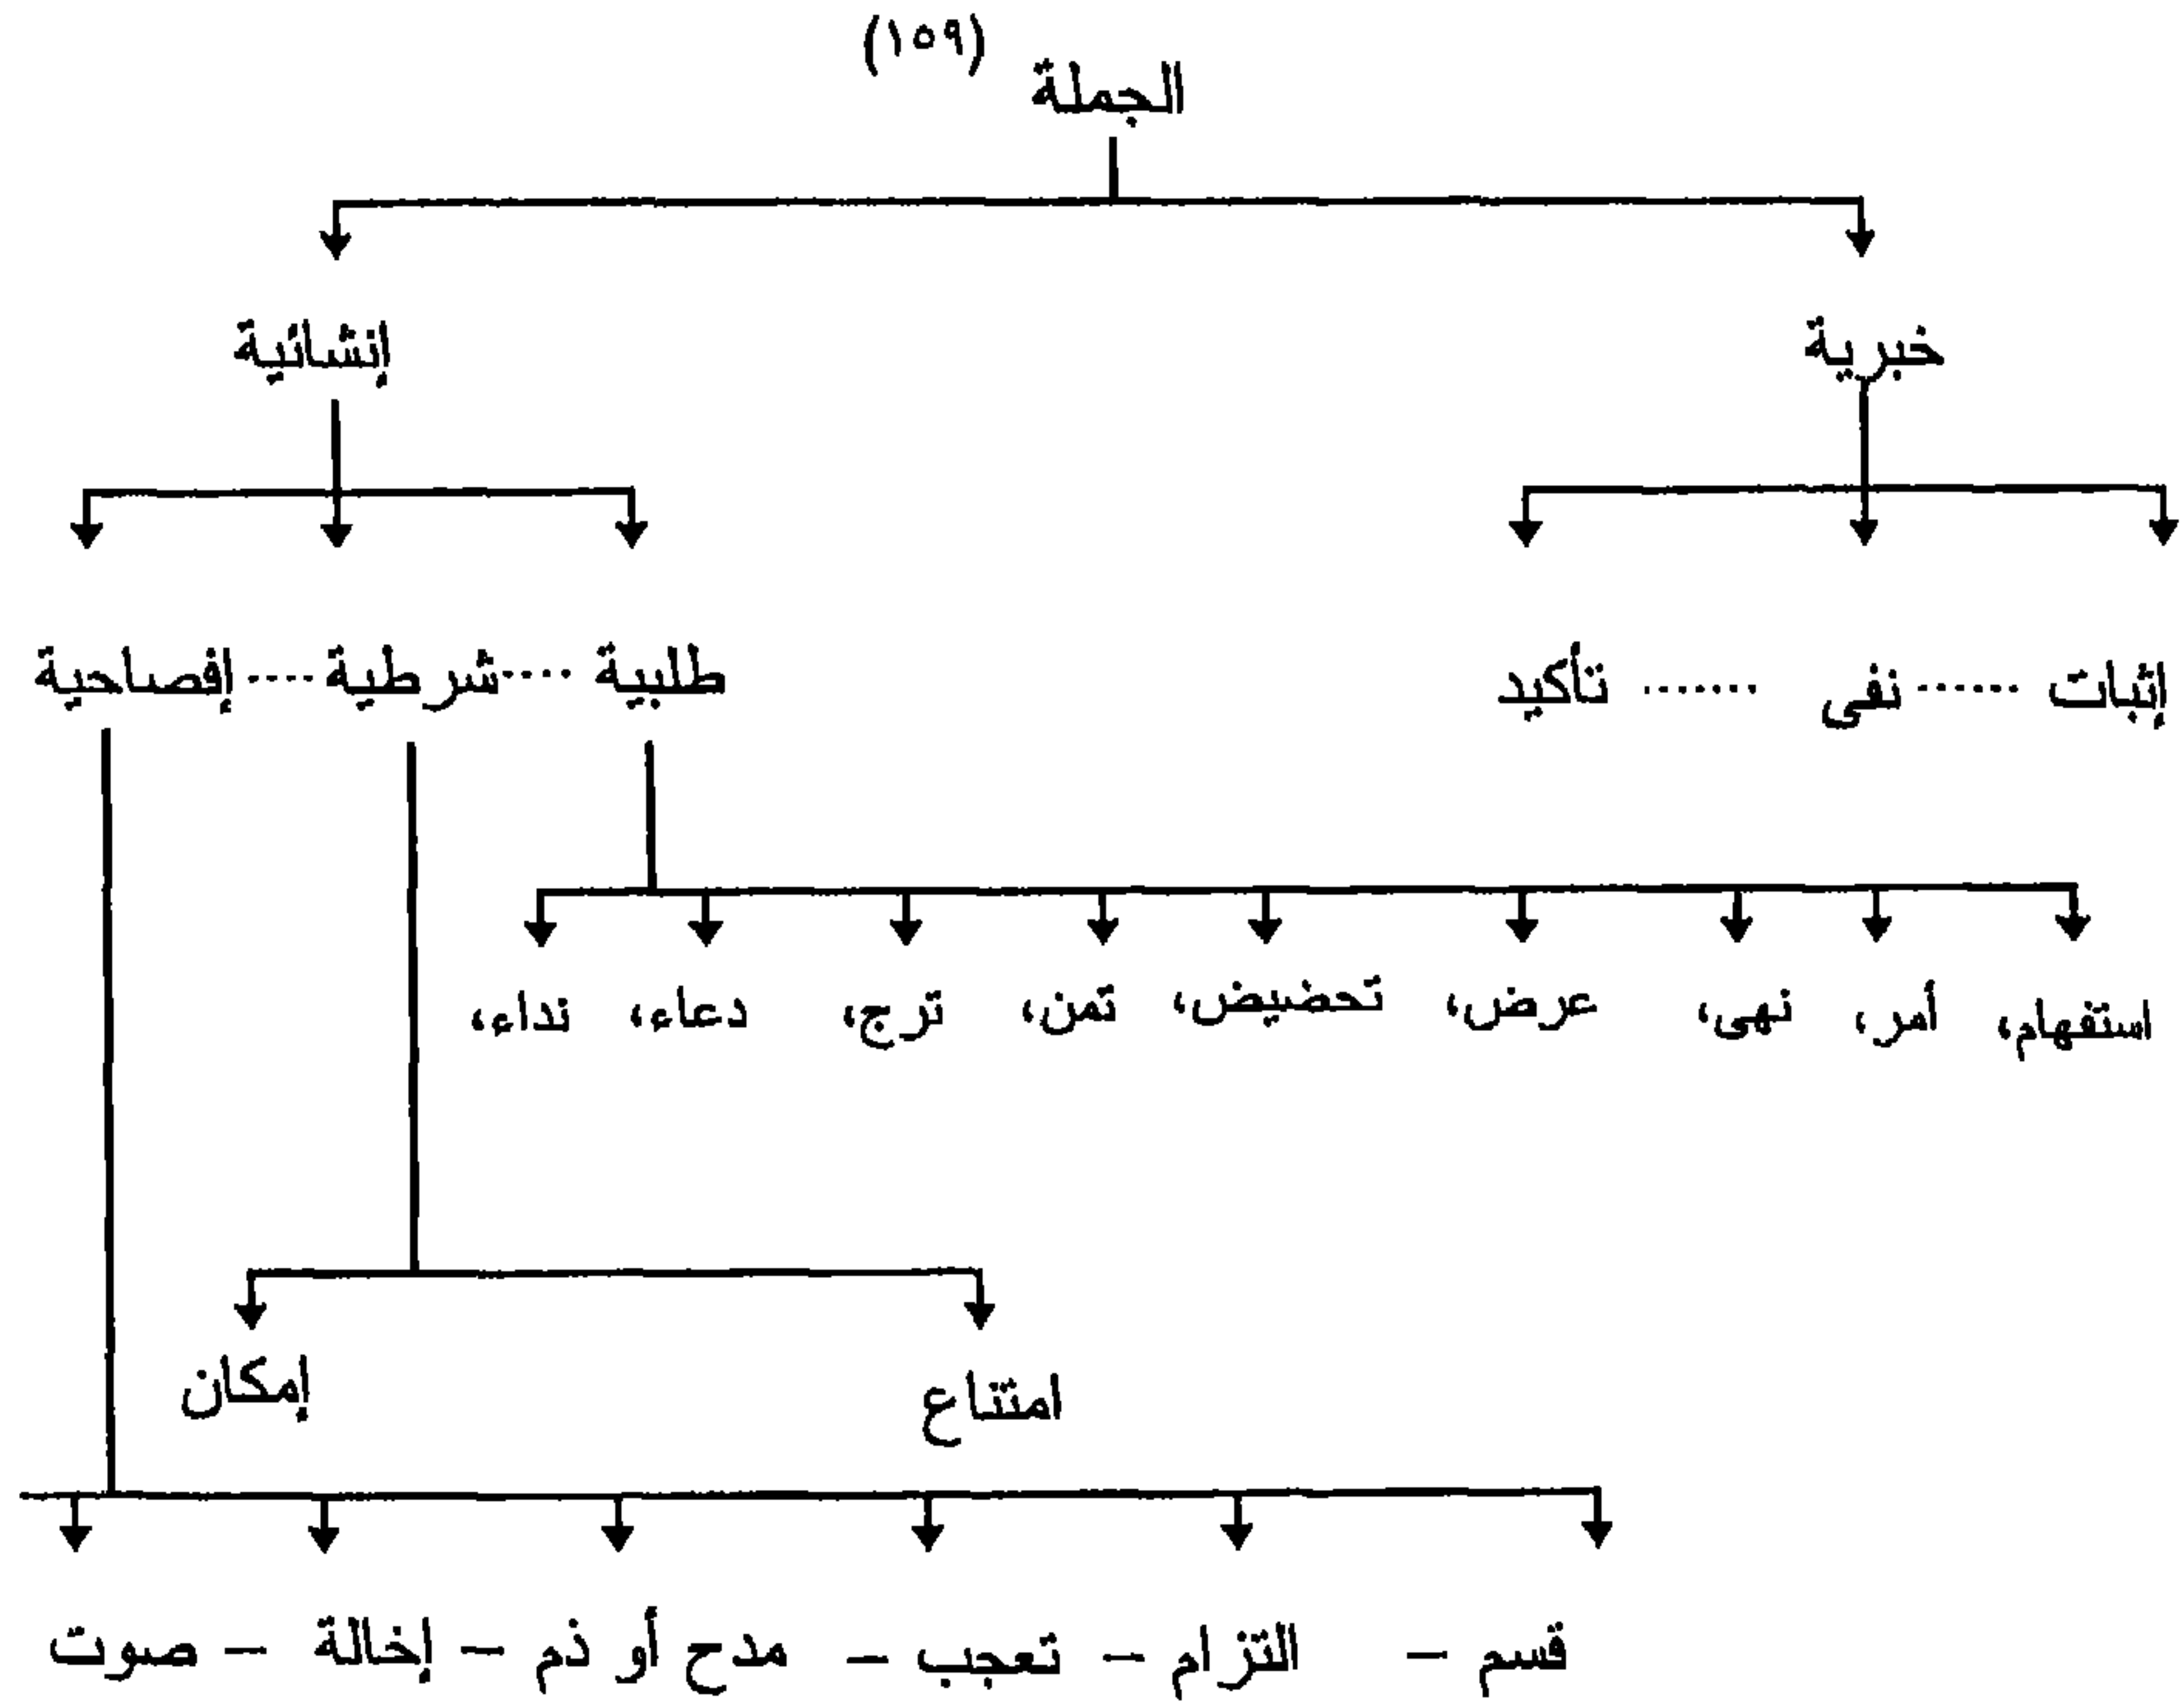 الجملة (١٥٩)
خبرية إنشائية
إثبات ...... نفى ....... تأكيد طلبية .... شرطية .... إفصاحية
استفهام، أمر، نهى، عرض، تحضيض، تمن، ترج، دعاء، نداء،
امتناع إمكان
قسم – التزام – تعجب – مدح أو ذم – إخالة – صوت